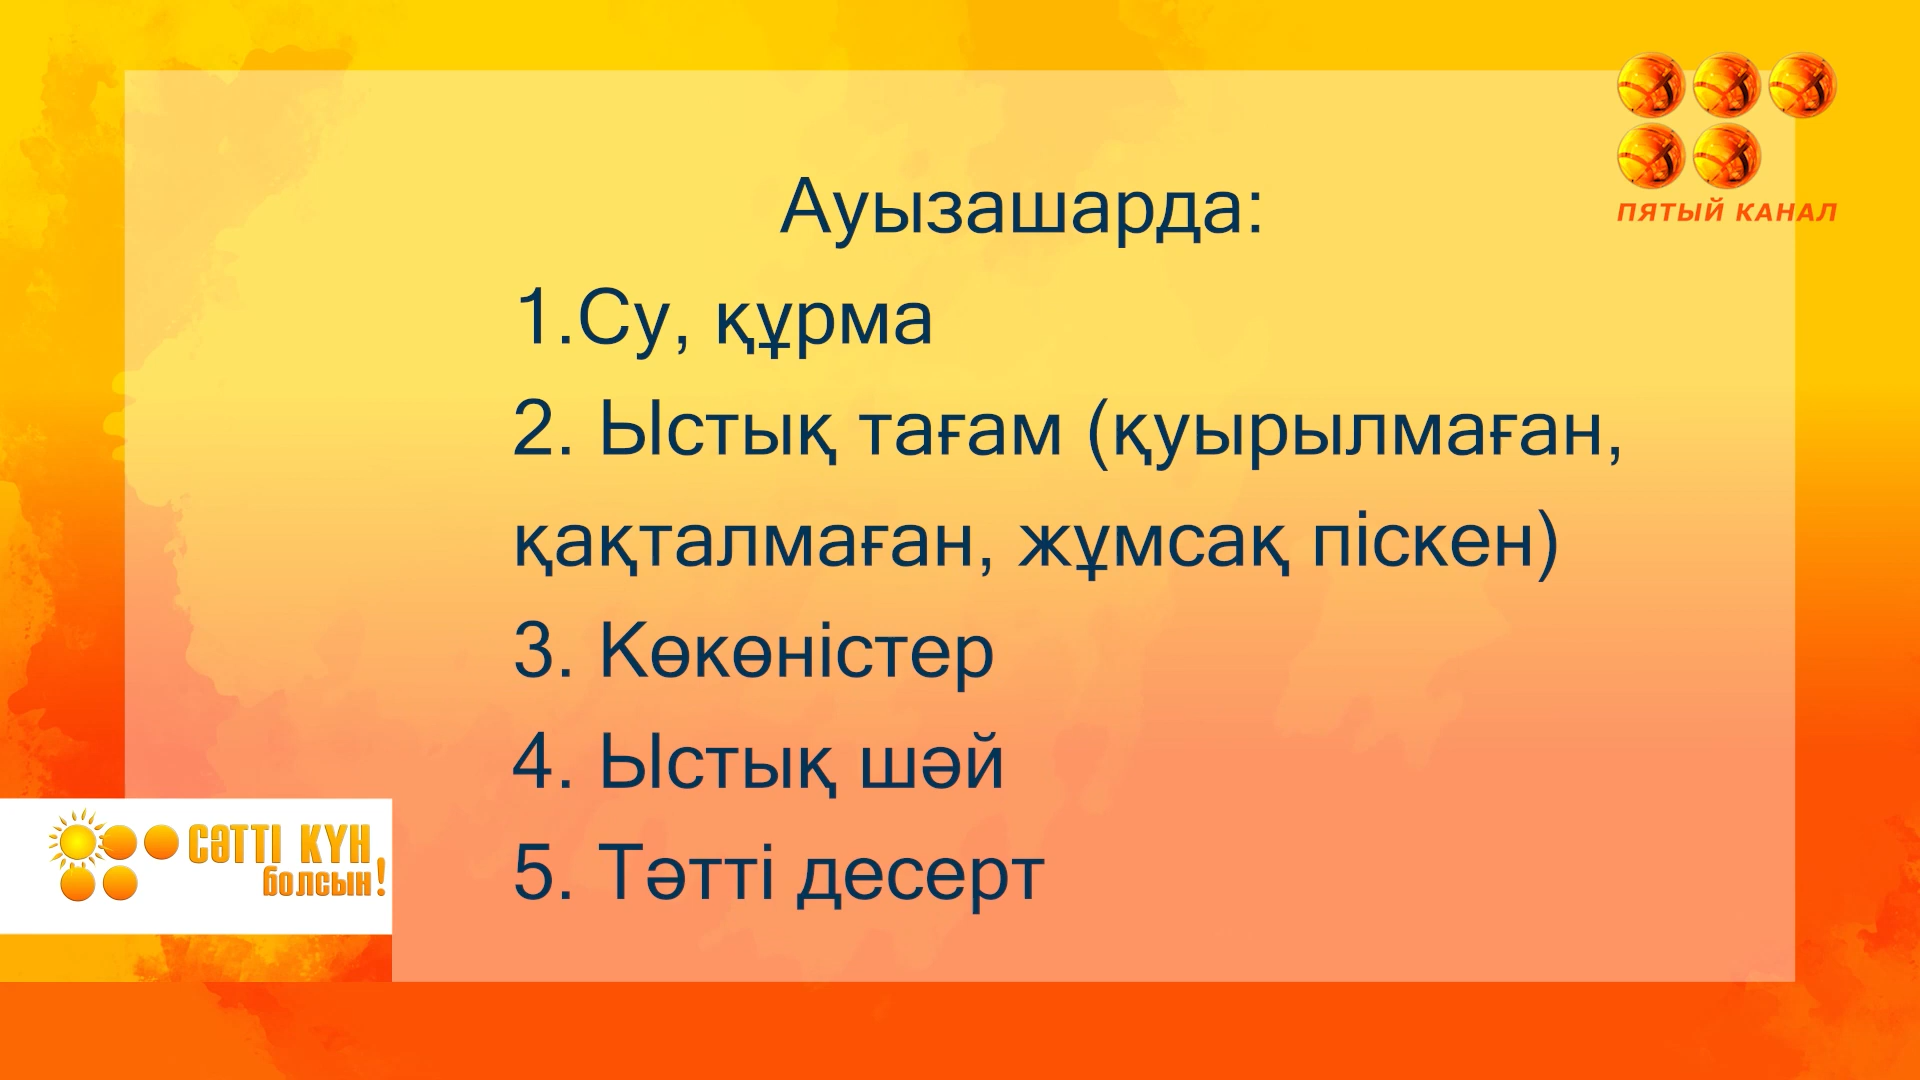 ПЯТЫЙ КАНАЛ
Ауызашарда:
1.Су, құрма
2. Ыстық тағам (қуырылмаған,
қақталмаған, жұмсақ піскен)
3. Көкөністер
4. Ыстық шәй
5. Тәтті десерт
СӘТТІ КҮН
болсын!